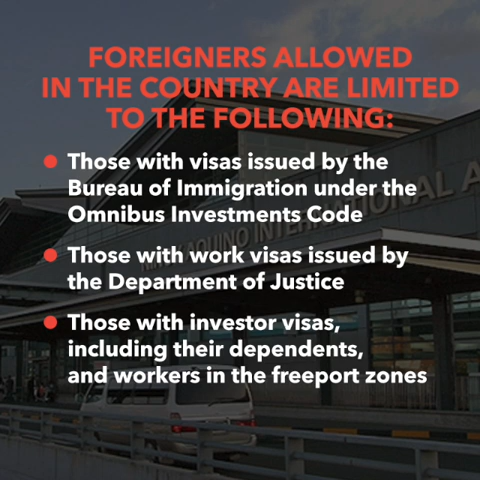 FOREIGNERS ALLOWED
IN THE COUNTRY ARE LIMITED
TO THE FOLLOWING:
Those with visas issued by the
Bureau of Immigration under the
Omnibus Investments Code
Those with work visas issued by
the Department of Justice
Those with investor visas,
including their dependents,
and workers in the freeport zones
AQUINO INTERNATIONAL A